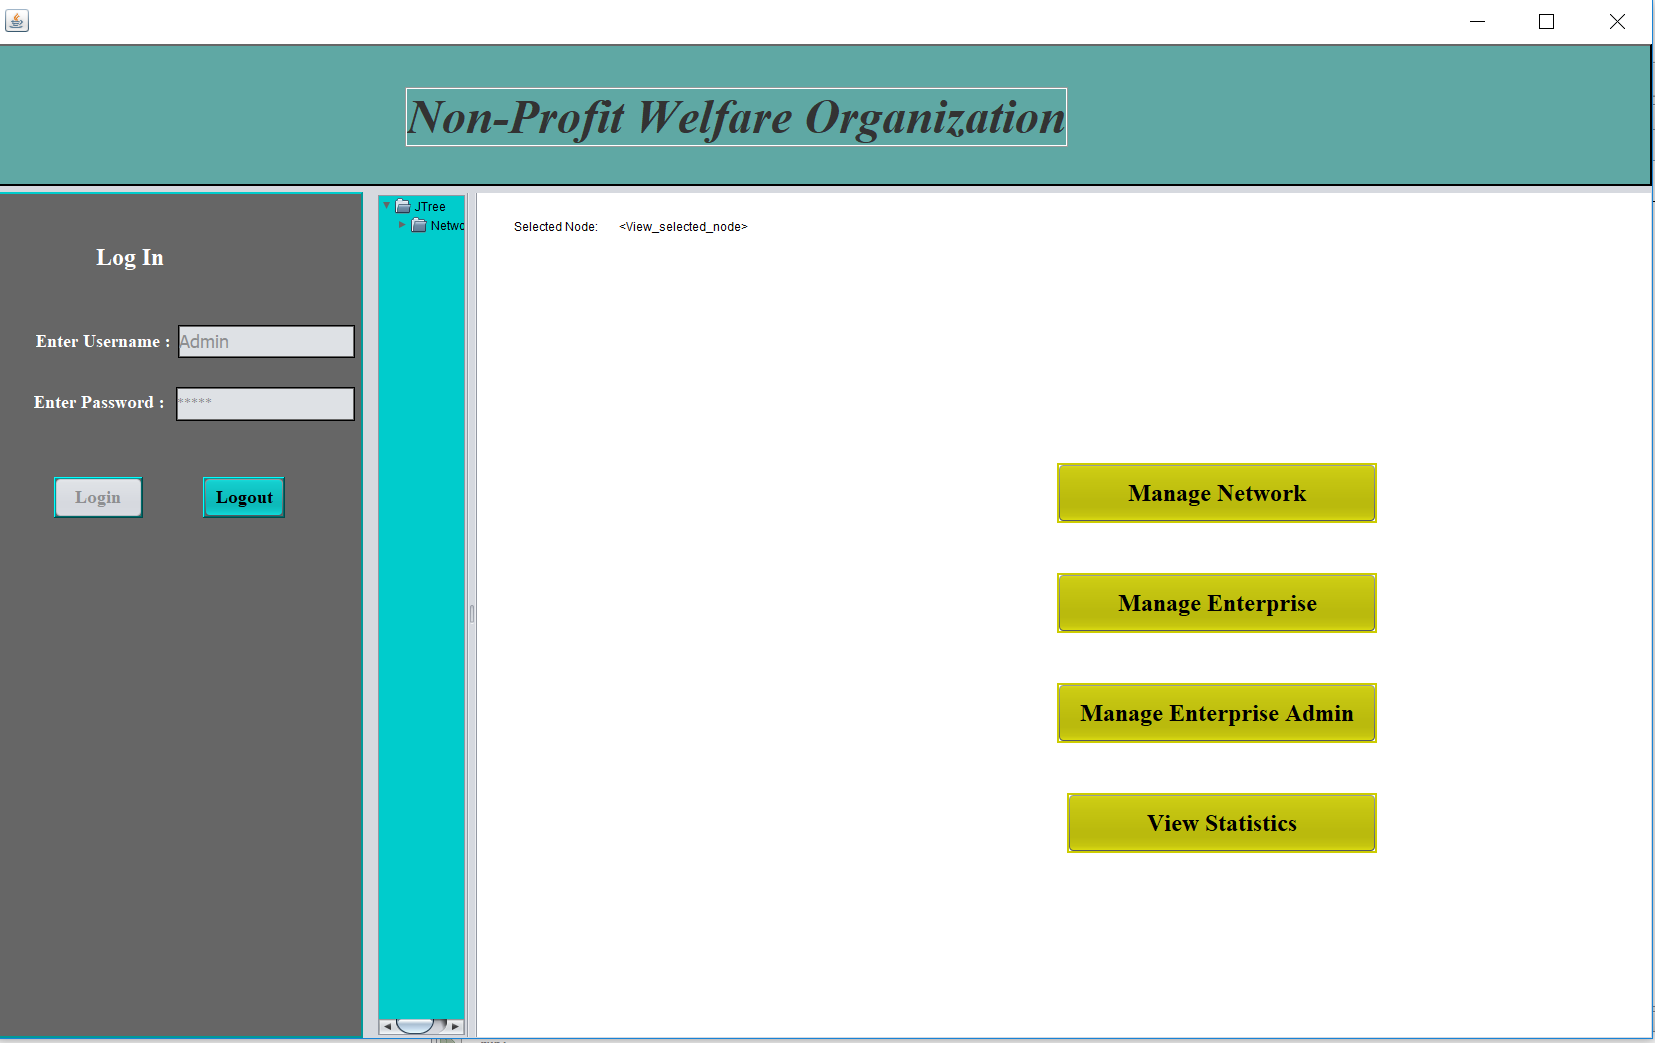 Non-Profit Welfare Organization
Log In
Enter Username :
Admin
Enter Password :
*****
Login
Logout
JTree
Netwo
Selected Node:
<View_selected_node>
Manage Network
Manage Enterprise
Manage Enterprise Admin
View Statistics